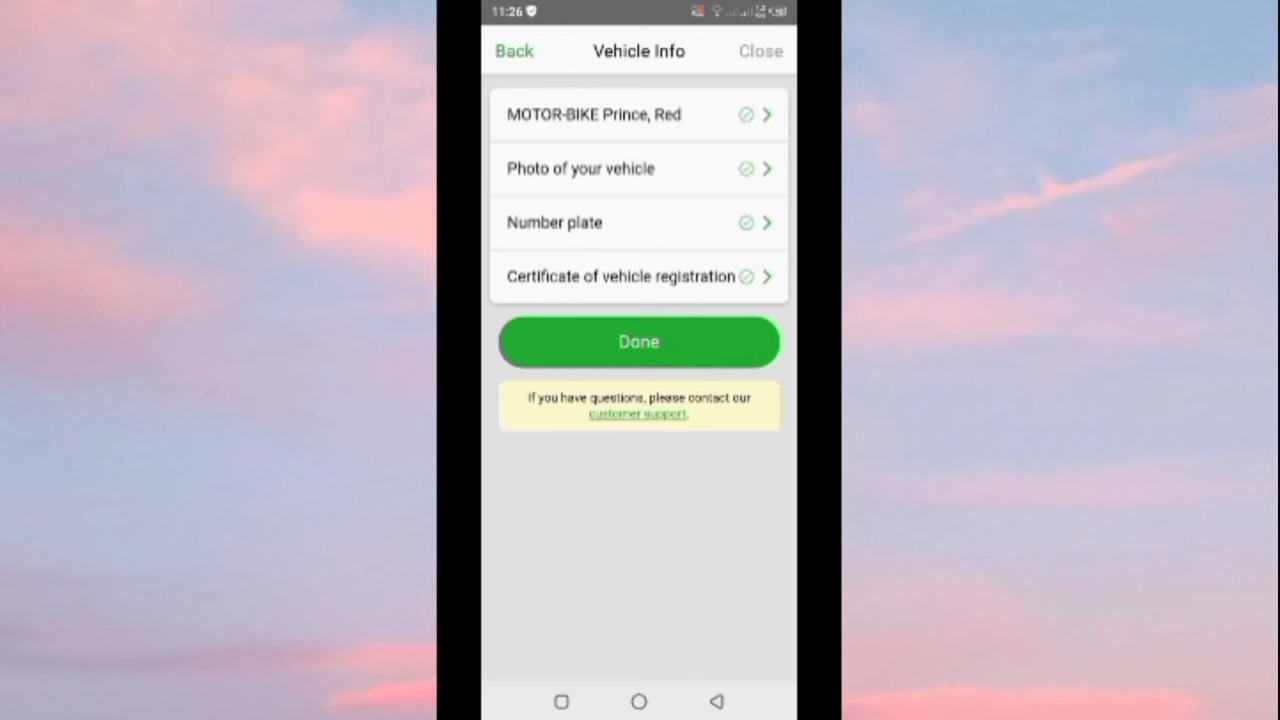 11:26
Back Vehicle Info Close
MOTOR-BIKE Prince, Red
Photo of your vehicle
Number plate
Certificate of vehicle registration
Done
If you have questions, please contact our
customer support.